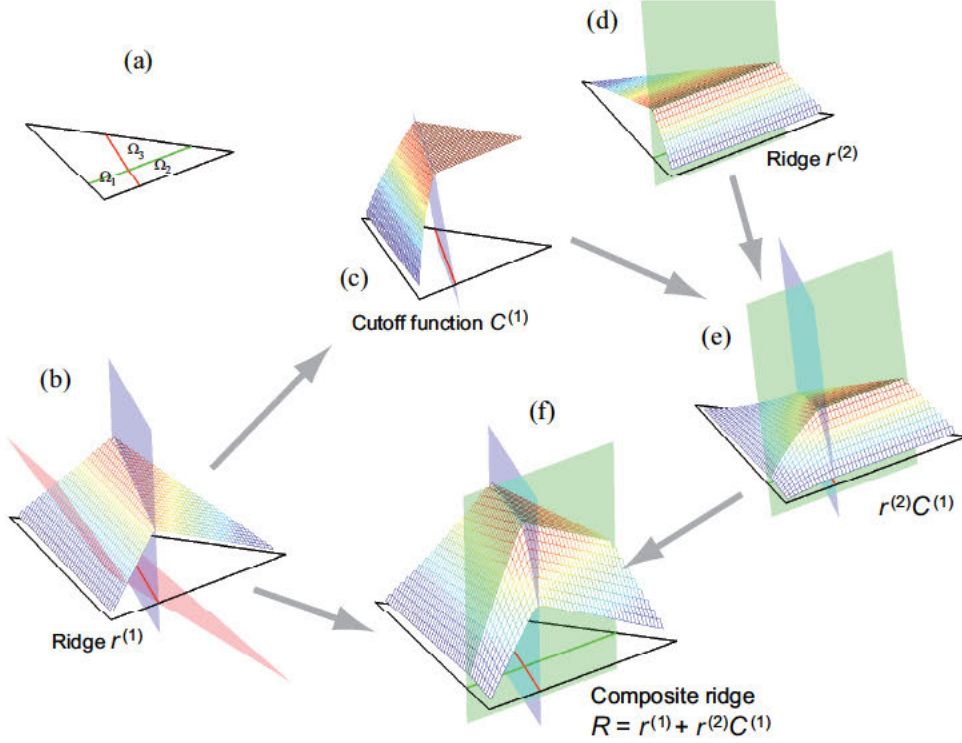 (a)
Ω₃
Ω₁
Ω₂
(d)
Ridge r⁽²⁾
(c)
Cutoff function C⁽¹⁾
(e)
r⁽²⁾C⁽¹⁾
(b)
Ridge r⁽¹⁾
(f)
Composite ridge
R = r⁽¹⁾ + r⁽²⁾C⁽¹⁾